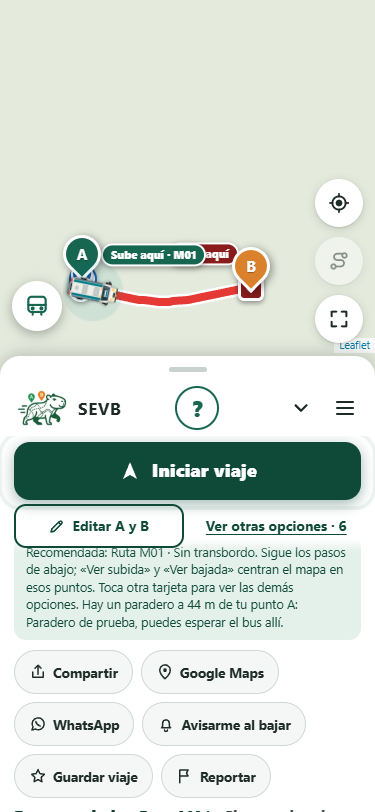 A
Sube aquí · M01
aquí
B
Leaflet
SEVB
?
Iniciar viaje
Editar A y B
Ver otras opciones · 6
Recomendada: Ruta M01 · Sin transbordo. Sigue los pasos
de abajo; «Ver subida» y «Ver bajada» centran el mapa en
esos puntos. Toca otra tarjeta para ver las demás
opciones. Hay un paradero a 44 m de tu punto A:
Paradero de prueba, puedes esperar el bus allí.
Compartir
Google Maps
WhatsApp
Avisarme al bajar
Guardar viaje
Reportar